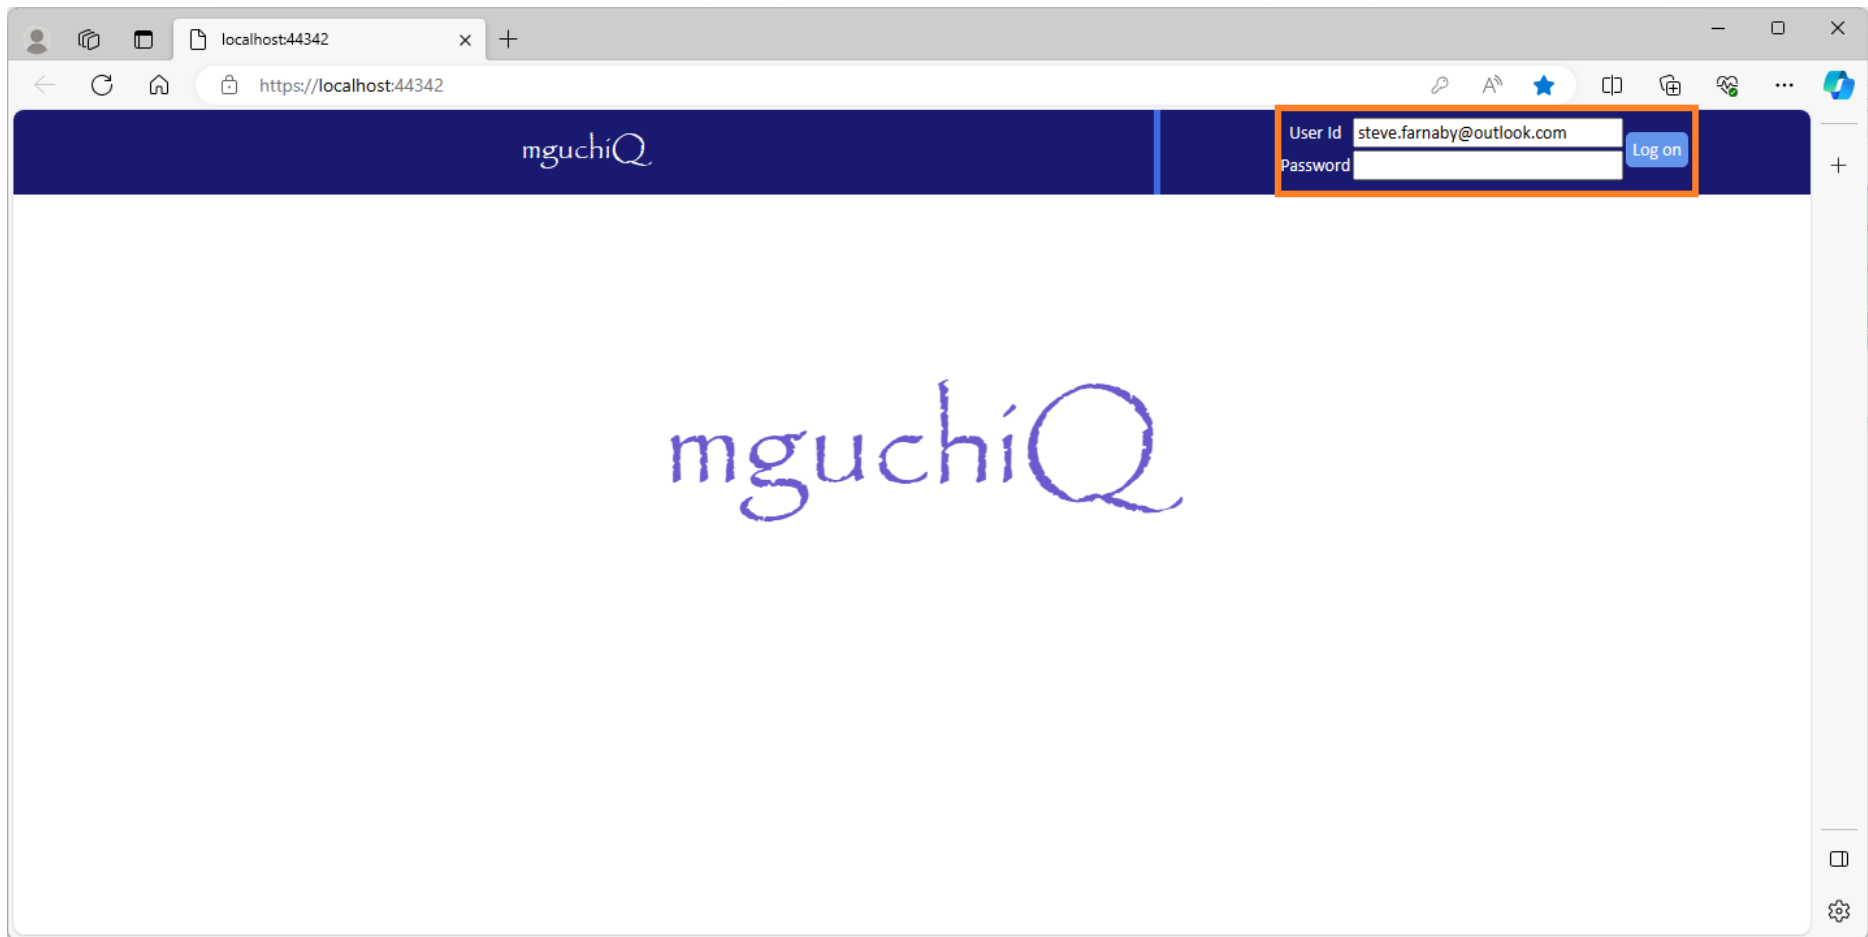 localhost:44342
https://localhost:44342
mguchiQ
User Id steve.farnaby@outlook.com
Password
Log on
mguchiQ